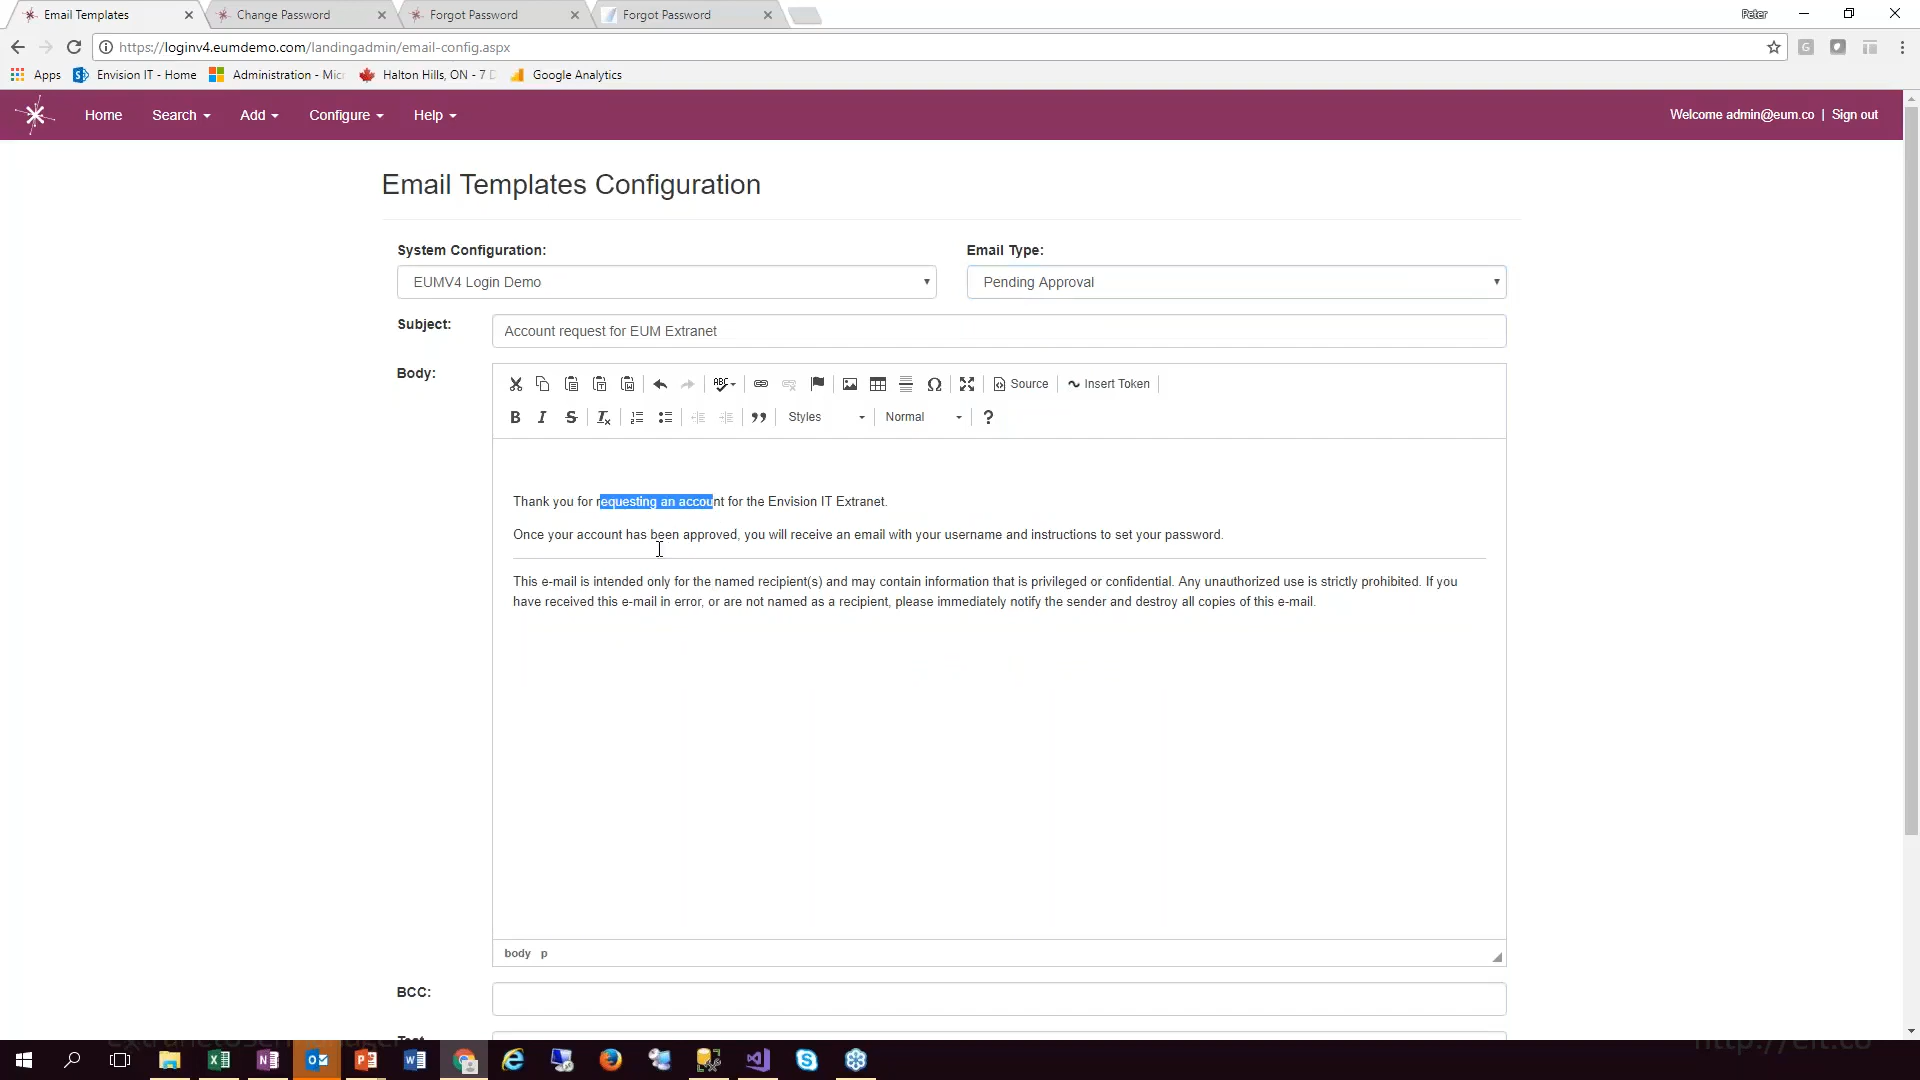 Email Templates
Change Password
Forgot Password
Forgot Password
Peter
https://loginv4.eumdemo.com/landingadmin/email-config.aspx
Apps
Envision IT - Home
Administration - Micr
Halton Hills, ON - 7 D
Google Analytics
Home
Search
Add
Configure
Help
Welcome admin@eum.co | Sign out
Email Templates Configuration
System Configuration:
Email Type:
EUMV4 Login Demo
Pending Approval
Subject:
Account request for EUM Extranet
Body:
Source
Insert Token
Styles
Normal
Thank you for requesting an account for the Envision IT Extranet.
Once your account has been approved, you will receive an email with your username and instructions to set your password.
This e-mail is intended only for the named recipient(s) and may contain information that is privileged or confidential. Any unauthorized use is strictly prohibited. If you
have received this e-mail in error, or are not named as a recipient, please immediately notify the sender and destroy all copies of this e-mail.
body p
BCC: